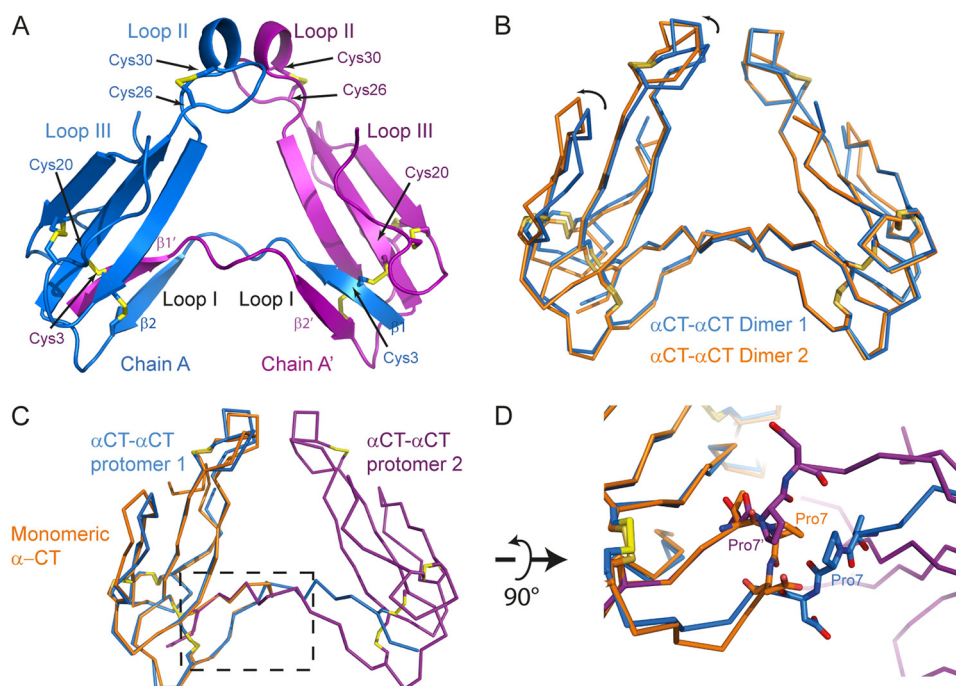 A
Loop II
Loop II
Cys30
Cys30
Cys26
Cys26
Loop III
Loop III
Cys20
Cys20
β1'
Loop I
Loop I
β2
β2'
β1
Cys3
Cys3
Chain A
Chain A'
B
αCT-αCT Dimer 1
αCT-αCT Dimer 2
C
αCT-αCT
protomer 1
αCT-αCT
protomer 2
Monomeric
α–CT
D
Pro7
Pro7'
Pro7
90°